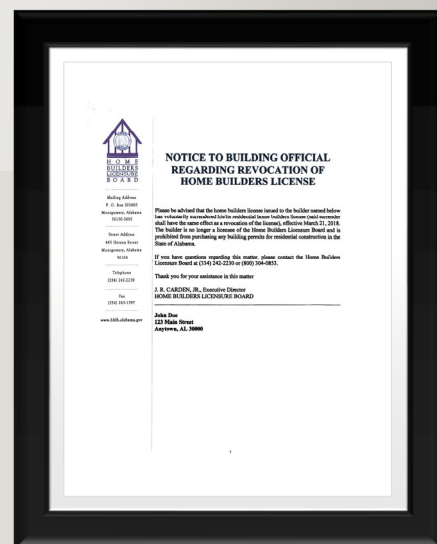 HOME
BUILDERS
LICENSURE
BOARD
Mailing Address
P. O. Box 303605
Montgomery, Alabama
36130-3605
Street Address
445 Herron Street
Montgomery, Alabama
36104
Telephone
(334) 242-2230
Fax
(334) 263-1397
www.hblb.alabama.gov
NOTICE TO BUILDING OFFICIAL
REGARDING REVOCATION OF
HOME BUILDERS LICENSE
Please be advised that the home builders license issued to the builder named below
has voluntarily surrendered his/its residential home builders license (said surrender
shall have the same effect as a revocation of the license), effective March 21, 2018.
The builder is no longer a licensee of the Home Builders Licensure Board and is
prohibited from purchasing any building permits for residential construction in the
State of Alabama.
If you have questions regarding this matter, please contact the Home Builders
Licensure Board at (334) 242-2230 or (800) 304-0853.
Thank you for your assistance in this matter
J. R. CARDEN, JR., Executive Director
HOME BUILDERS LICENSURE BOARD
John Doe
123 Main Street
Anytown, AL 30000
1